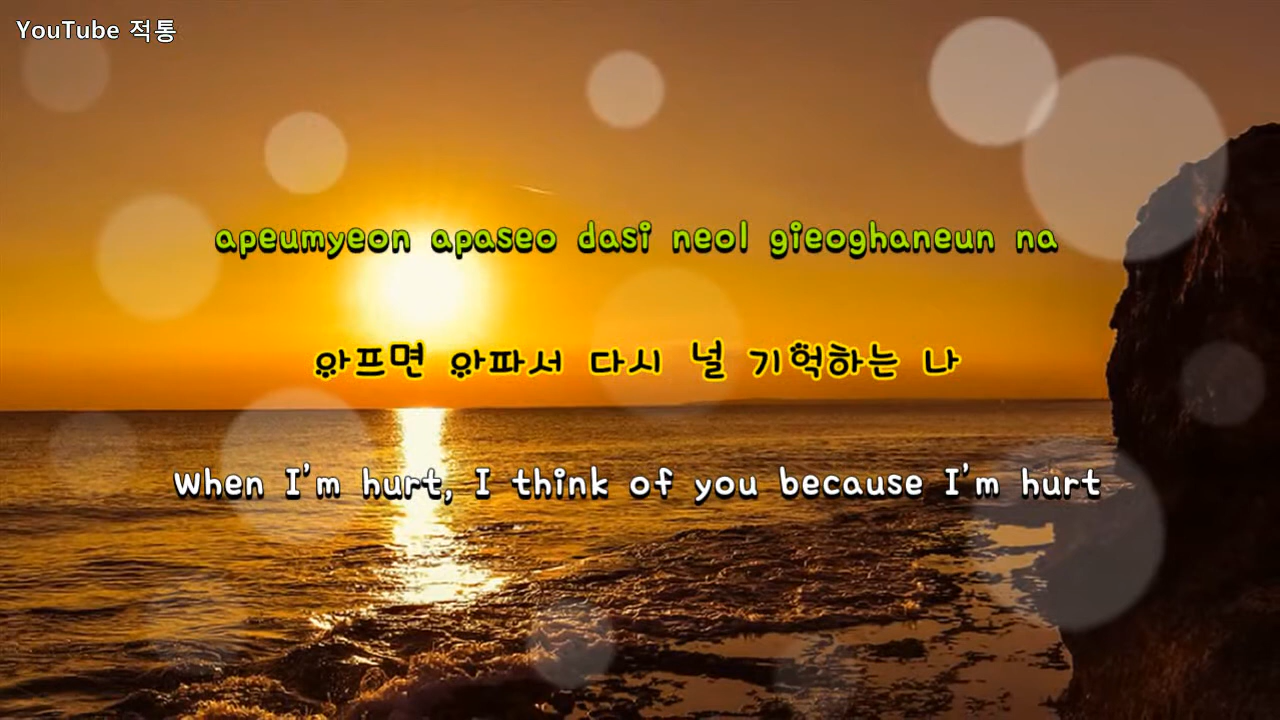 YouTube 적통
apeumyeon apaseo dasi neol gieoghaneun na
아프면 아파서 다시 널 기억하는 나
When I'm hurt, I think of you because I'm hurt